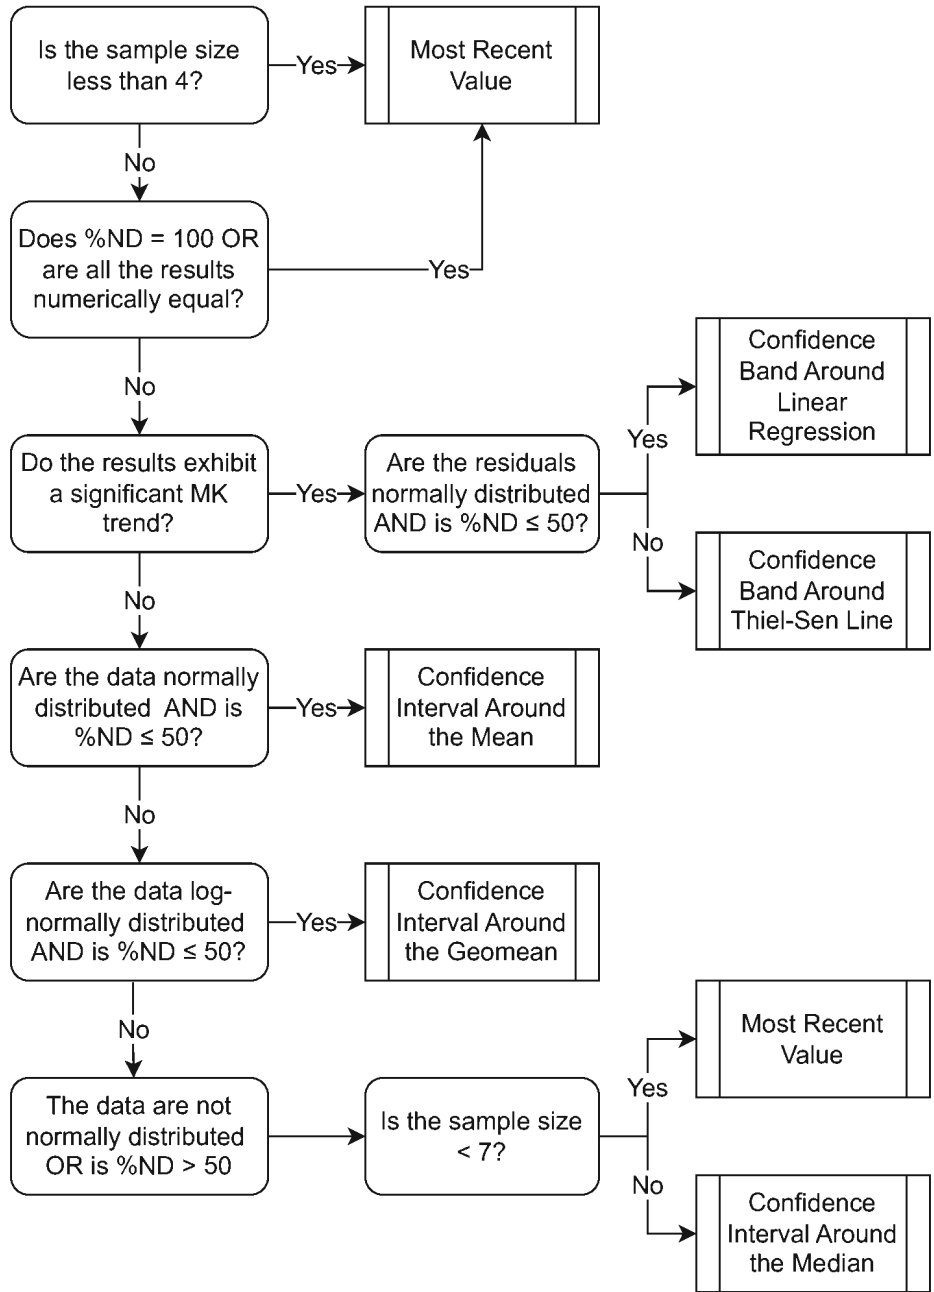 Is the sample size
less than 4?
Yes
Most Recent
Value
No
Does %ND = 100 OR
are all the results
numerically equal?
Yes
No
Do the results exhibit
a significant MK
trend?
Yes
Are the residuals
normally distributed
AND is %ND ≤ 50?
Yes
Confidence
Band Around
Linear
Regression
No
Confidence
Band Around
Thiel-Sen Line
No
Are the data normally
distributed AND is
%ND ≤ 50?
Yes
Confidence
Interval Around
the Mean
No
Are the data log-
normally distributed
AND is %ND ≤ 50?
Yes
Confidence
Interval Around
the Geomean
No
The data are not
normally distributed
OR is %ND > 50
Is the sample size
< 7?
Yes
Most Recent
Value
No
Confidence
Interval Around
the Median